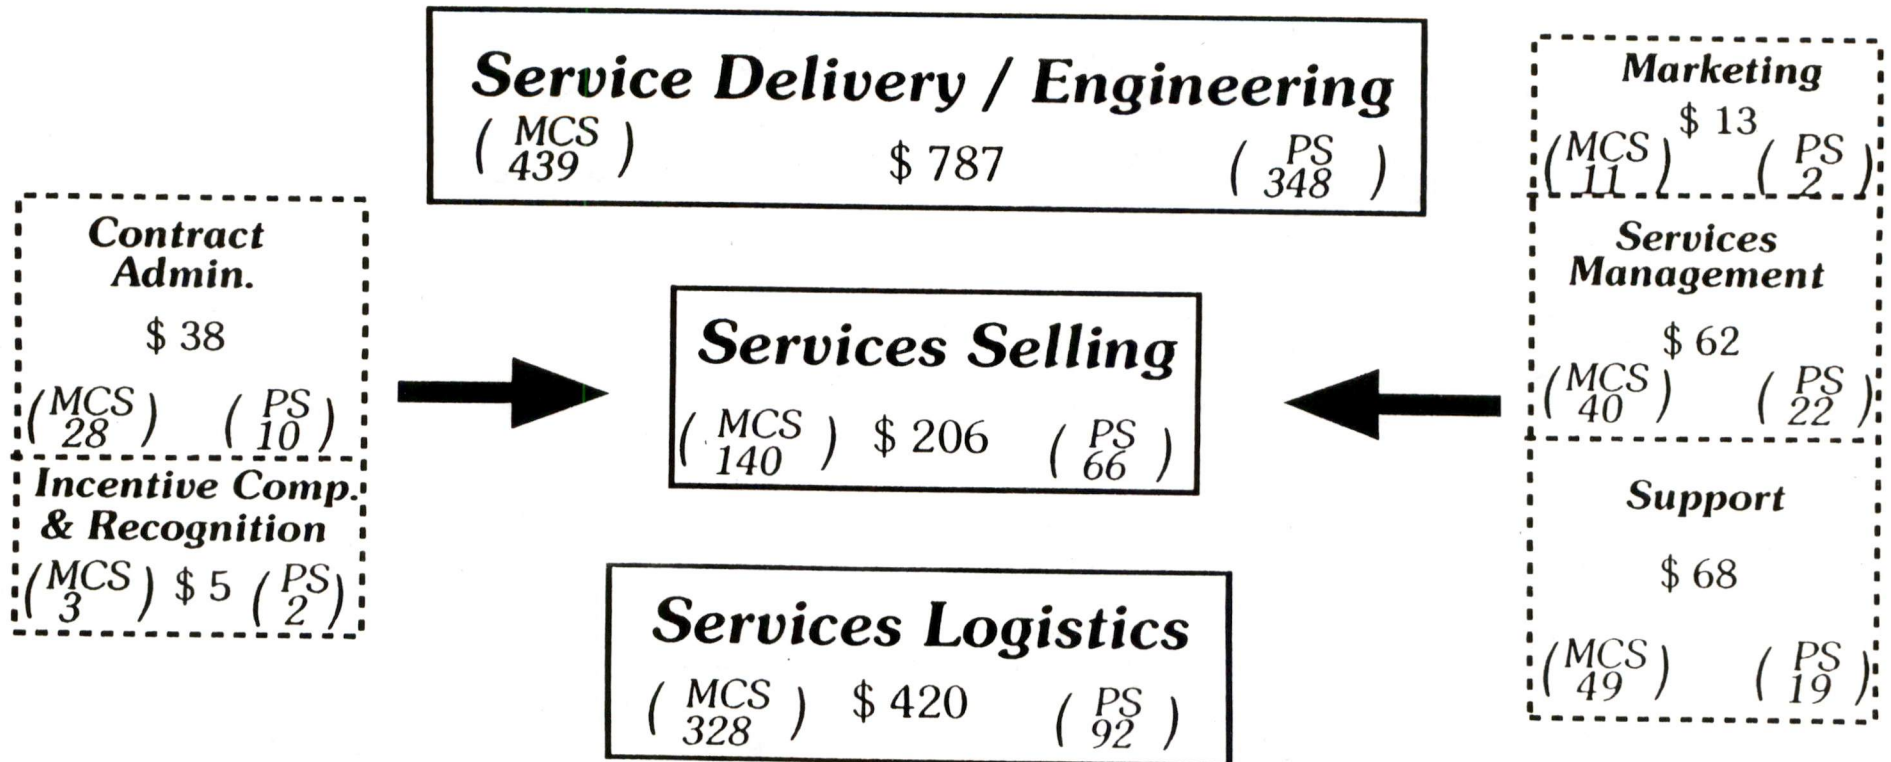 Service Delivery / Engineering
( MCS 439 ) $ 787 ( PS 348 )
Contract
Admin.
$ 38
( MCS 28 ) ( PS 10 )
Incentive Comp.
& Recognition
( MCS 3 ) $ 5 ( PS 2 )
Services Selling
( MCS 140 ) $ 206 ( PS 66 )
Services Logistics
( MCS 328 ) $ 420 ( PS 92 )
Marketing
$ 13
( MCS 11 ) ( PS 2 )
Services
Management
$ 62
( MCS 40 ) ( PS 22 )
Support
$ 68
( MCS 49 ) ( PS 19 )